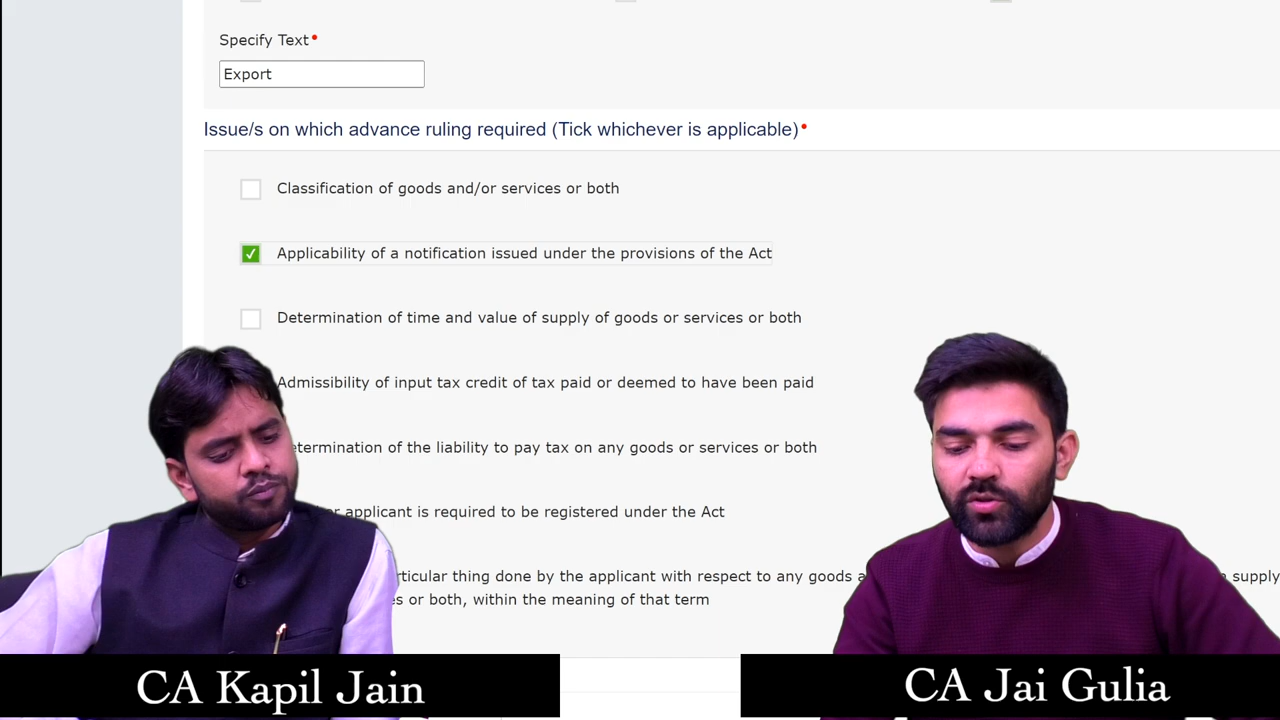 Specify Text•
Export
Issue/s on which advance ruling required (Tick whichever is applicable)•
Classification of goods and/or services or both
Applicability of a notification issued under the provisions of the Act
Determination of time and value of supply of goods or services or both
Admissibility of input tax credit of tax paid or deemed to have been paid
etermination of the liability to pay tax on any goods or services or both
applicant is required to be registered under the Act
rticular thing done by the applicant with respect to any goods supply
or both, within the meaning of that term
CA Kapil Jain
CA Jai Gulia